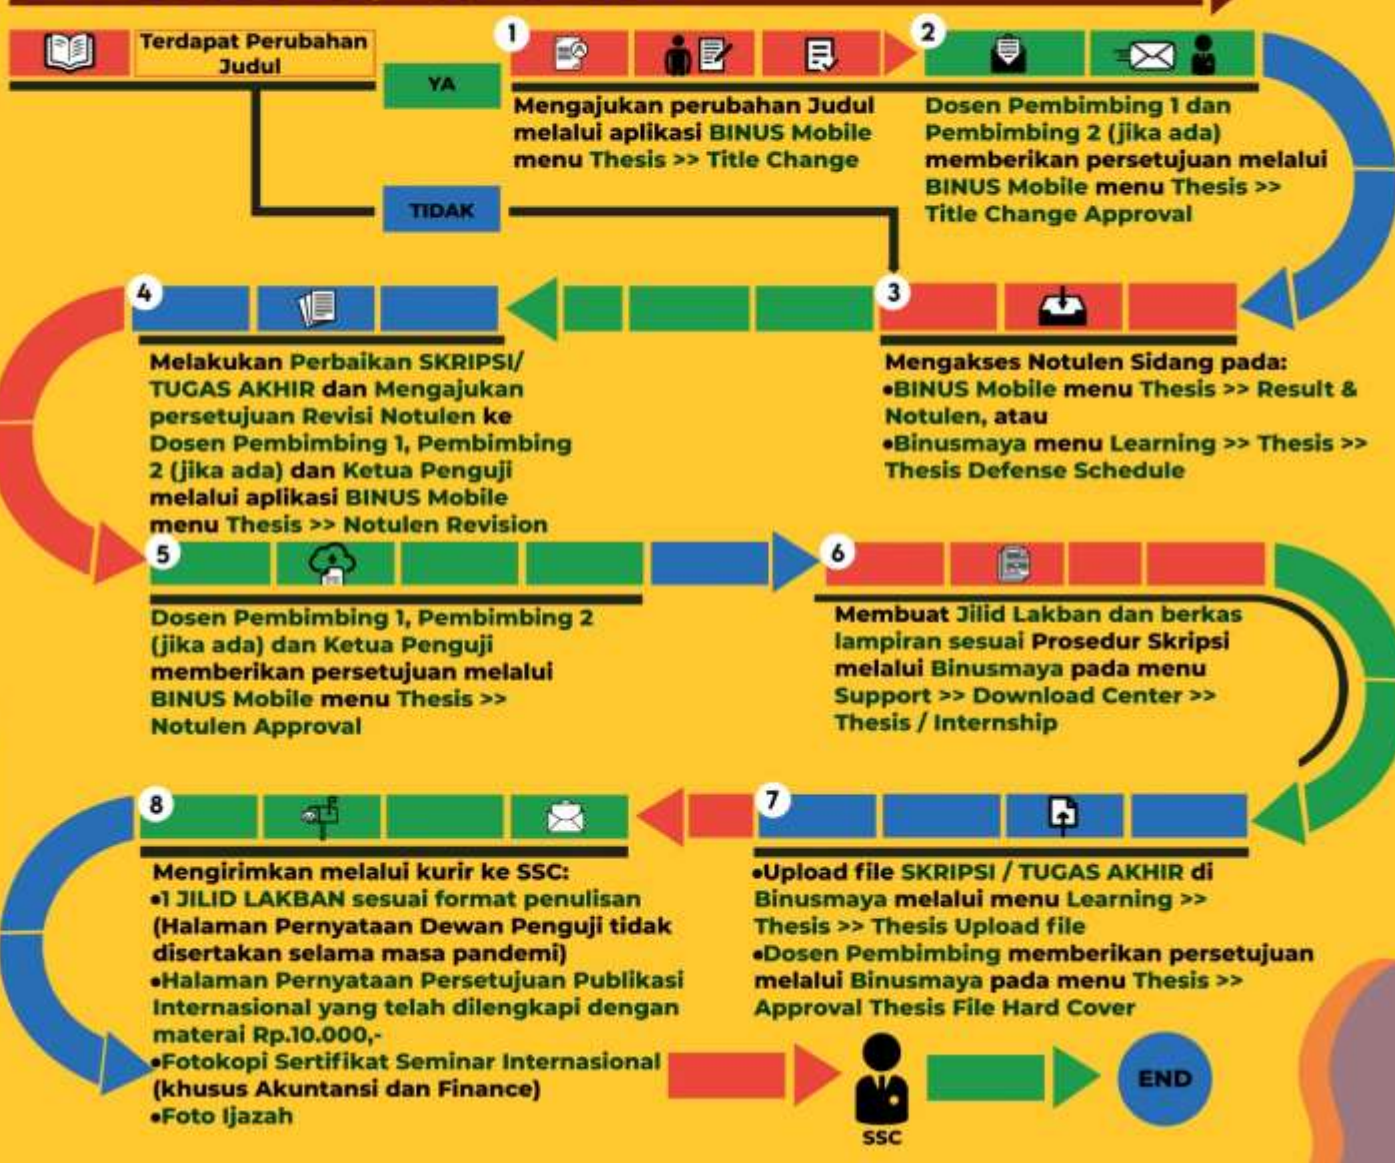 Terdapat Perubahan
Judul
YA
TIDAK
1
Mengajukan perubahan Judul
melalui aplikasi BINUS Mobile
menu Thesis >> Title Change
2
Dosen Pembimbing 1 dan
Pembimbing 2 (jika ada)
memberikan persetujuan melalui
BINUS Mobile menu Thesis >>
Title Change Approval
3
Mengakses Notulen Sidang pada:
•BINUS Mobile menu Thesis >> Result &
Notulen, atau
•Binusmaya menu Learning >> Thesis >>
Thesis Defense Schedule
4
Melakukan Perbaikan SKRIPSI/
TUGAS AKHIR dan Mengajukan
persetujuan Revisi Notulen ke
Dosen Pembimbing 1, Pembimbing
2 (jika ada) dan Ketua Penguji
melalui aplikasi BINUS Mobile
menu Thesis >> Notulen Revision
5
Dosen Pembimbing 1, Pembimbing 2
(jika ada) dan Ketua Penguji
memberikan persetujuan melalui
BINUS Mobile menu Thesis >>
Notulen Approval
6
Membuat Jilid Lakban dan berkas
lampiran sesuai Prosedur Skripsi
melalui Binusmaya pada menu
Support >> Download Center >>
Thesis / Internship
7
•Upload file SKRIPSI / TUGAS AKHIR di
Binusmaya melalui menu Learning >>
Thesis >> Thesis Upload file
•Dosen Pembimbing memberikan persetujuan
melalui Binusmaya pada menu Thesis >>
Approval Thesis File Hard Cover
8
Mengirimkan melalui kurir ke SSC:
•1 JILID LAKBAN sesuai format penulisan
(Halaman Pernyataan Dewan Penguji tidak
disertakan selama masa pandemi)
•Halaman Pernyataan Persetujuan Publikasi
Internasional yang telah dilengkapi dengan
materai Rp.10.000,-
•Fotokopi Sertifikat Seminar Internasional
(khusus Akuntansi dan Finance)
•Foto Ijazah
SSC
END